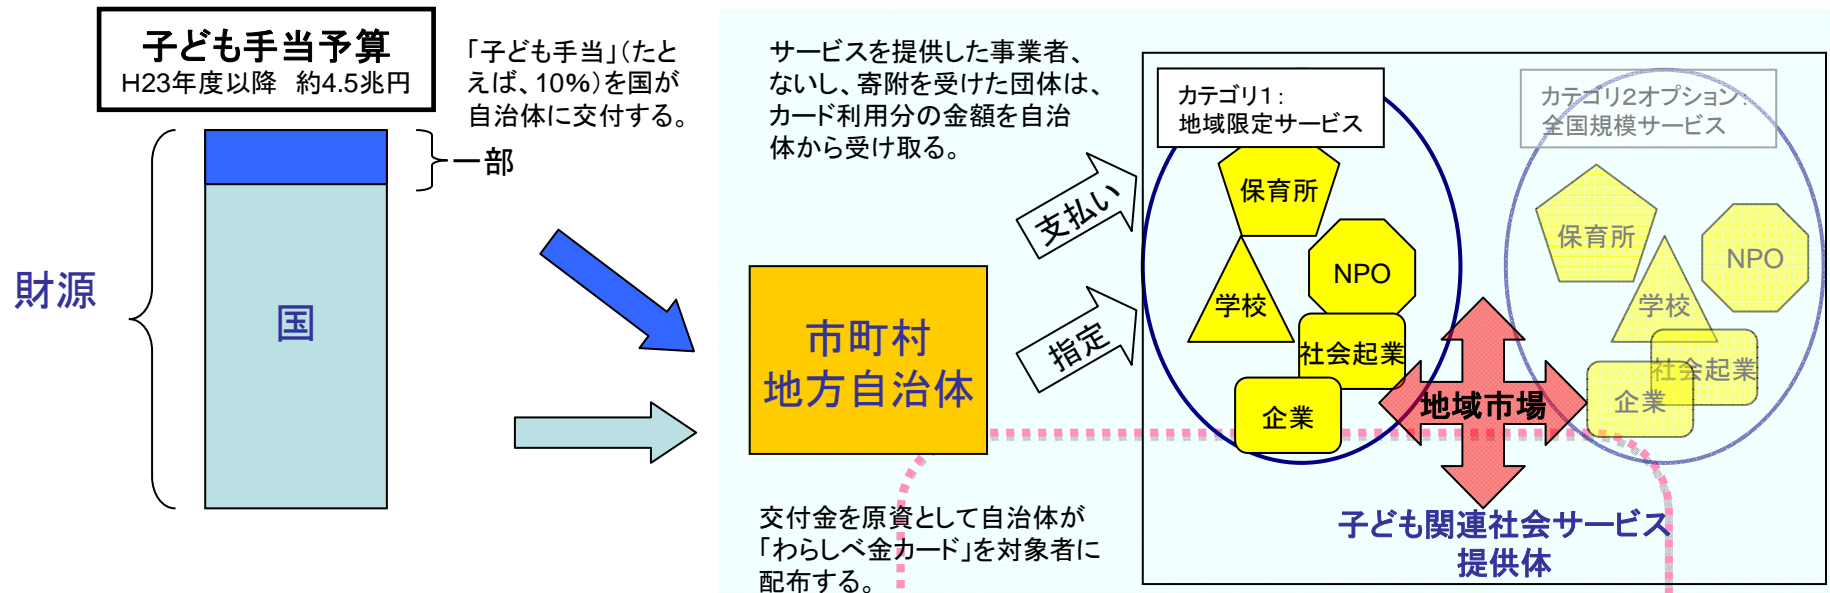 子ども手当予算
H23年度以降　約4.5兆円
「子ども手当」(たと
えば、10%)を国が
自治体に交付する。
一部
財源
国
サービスを提供した事業者、
ないし、寄附を受けた団体は、
カード利用分の金額を自治
体から受け取る。
市町村
地方自治体
支払い
指定
交付金を原資として自治体が
「わらしべ金カード」を対象者に
配布する。
カテゴリ1:
地域限定サービス
保育所
NPO
学校
社会起業
企業
地域市場
カテゴリ2オプション:
全国規模サービス
保育所
NPO
学校
社会起業
企業
子ども関連社会サービス
提供体